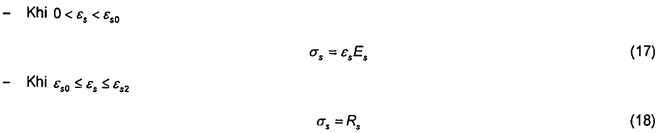 – Khi 0 < εs < εs0
σs = εsEs (17)
– Khi εs0 ≤ εs ≤ εs2
σs = Rs (18)